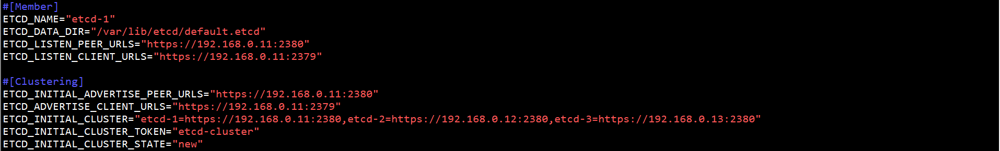 #[Member]
ETCD_NAME="etcd-1"
ETCD_DATA_DIR="/var/lib/etcd/default.etcd"
ETCD_LISTEN_PEER_URLS="https://192.168.0.11:2380"
ETCD_LISTEN_CLIENT_URLS="https://192.168.0.11:2379"

#[Clustering]
ETCD_INITIAL_ADVERTISE_PEER_URLS="https://192.168.0.11:2380"
ETCD_ADVERTISE_CLIENT_URLS="https://192.168.0.11:2379"
ETCD_INITIAL_CLUSTER="etcd-1=https://192.168.0.11:2380,etcd-2=https://192.168.0.12:2380,etcd-3=https://192.168.0.13:2380"
ETCD_INITIAL_CLUSTER_TOKEN="etcd-cluster"
ETCD_INITIAL_CLUSTER_STATE="new"